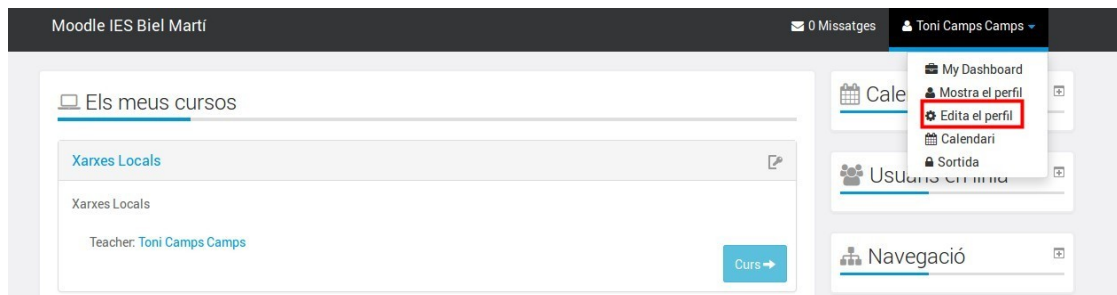 Moodle IES Biel Martí
0 Missatges
Toni Camps Camps
My Dashboard
Mostra el perfil
Edita el perfil
Calendari
Sortida
Els meus cursos
Xarxes Locals
Xarxes Locals
Teacher: Toni Camps Camps
Curs
Cale
Usuaris en línia
Navegació